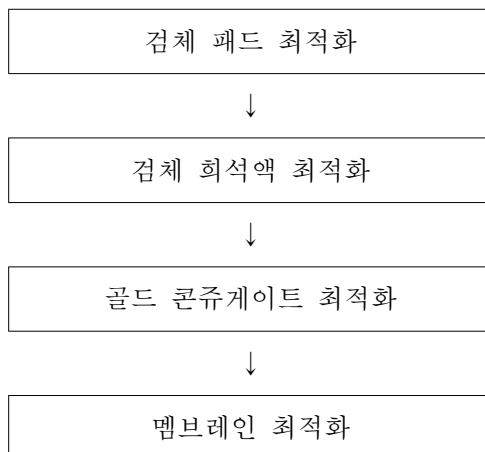 검체 패드 최적화
↓
검체 희석액 최적화
↓
골드 콘쥬게이트 최적화
↓
멤브레인 최적화